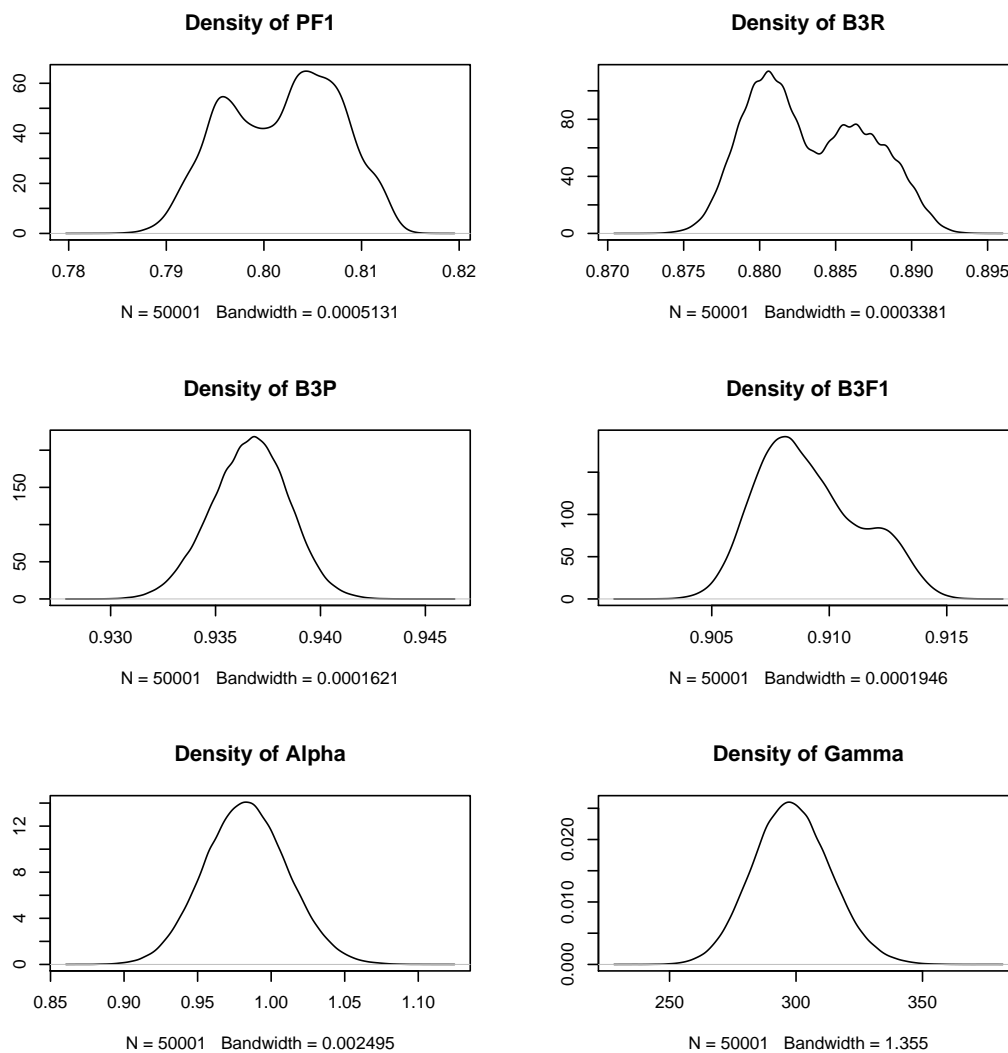 Density of PF1
0 20 40 60
0.78 0.79 0.80 0.81 0.82
N = 50001 Bandwidth = 0.0005131
Density of B3R
0 40 80
0.870 0.875 0.880 0.885 0.890 0.895
N = 50001 Bandwidth = 0.0003381
Density of B3P
0 50 150
0.930 0.935 0.940 0.945
N = 50001 Bandwidth = 0.0001621
Density of B3F1
0 50 100
0.905 0.910 0.915
N = 50001 Bandwidth = 0.0001946
Density of Alpha
0 4 8 12
0.85 0.90 0.95 1.00 1.05 1.10
N = 50001 Bandwidth = 0.002495
Density of Gamma
0.000 0.010 0.020
250 300 350
N = 50001 Bandwidth = 1.355